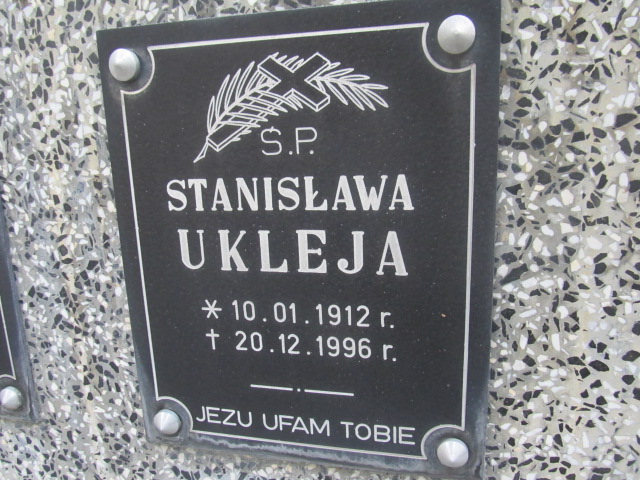 Ś.P.
STANISŁAWA
UKLEJA
* 10.01.1912 r.
† 20.12.1996 r.
JEZU UFAM TOBIE